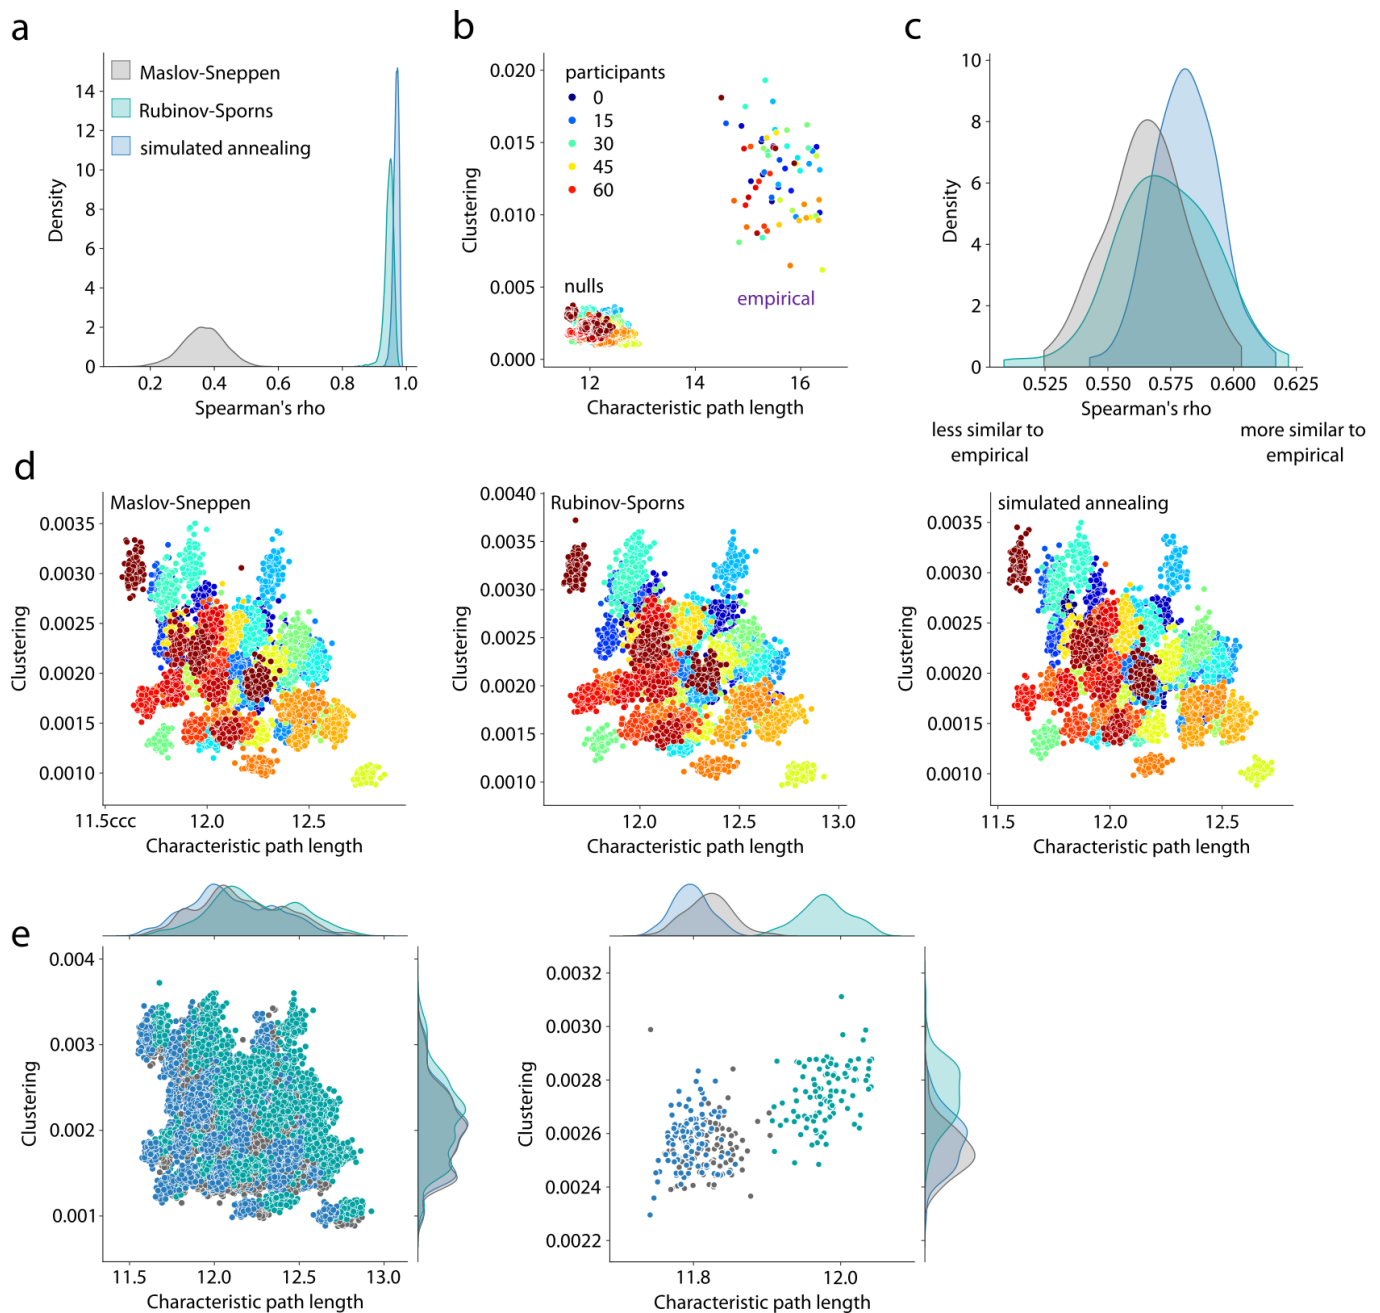 a
Maslov-Sneppen
Rubinov-Sporns
simulated annealing
14
12
10
8
6
4
2
0
Density
0.2
0.4
0.6
0.8
1.0
Spearman's rho
b
participants
0
15
30
45
60
nulls
empirical
0.020
0.015
0.010
0.005
0.000
Clustering
12
14
16
Characteristic path length
c
10
8
6
4
2
0
Density
0.525
0.550
0.575
0.600
0.625
Spearman's rho
less similar to
empirical
more similar to
empirical
d
Maslov-Sneppen
0.0035
0.0030
0.0025
0.0020
0.0015
0.0010
Clustering
11.5ccc
12.0
12.5
Characteristic path length
Rubinov-Sporns
0.0040
0.0035
0.0030
0.0025
0.0020
0.0015
0.0010
Clustering
12.0
12.5
13.0
Characteristic path length
simulated annealing
0.0035
0.0030
0.0025
0.0020
0.0015
0.0010
Clustering
11.5
12.0
12.5
Characteristic path length
e
0.004
0.003
0.002
0.001
Clustering
11.5
12.0
12.5
13.0
Characteristic path length
0.0032
0.0030
0.0028
0.0026
0.0024
0.0022
Clustering
11.8
12.0
Characteristic path length